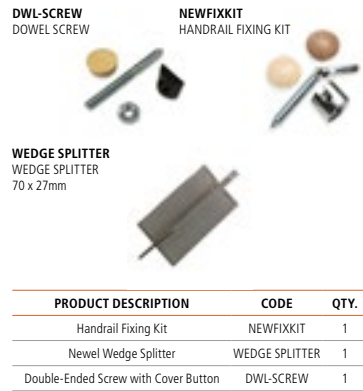 DWL-SCREW
DOWEL SCREW
NEWFIXKIT
HANDRAIL FIXING KIT
WEDGE SPLITTER
WEDGE SPLITTER
70 x 27mm
PRODUCT DESCRIPTION CODE QTY.
Handrail Fixing Kit NEWFIXKIT 1
Newel Wedge Splitter WEDGE SPLITTER 1
Double-Ended Screw with Cover Button DWL-SCREW 1